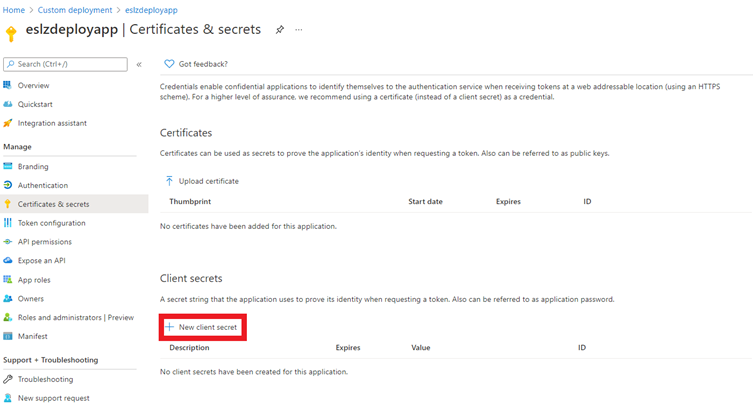 Home > Custom deployment > eslzdeployapp
eslzdeployapp | Certificates & secrets
Search (Ctrl+/)
Overview
Quickstart
Integration assistant
Manage
Branding
Authentication
Certificates & secrets
Token configuration
API permissions
Expose an API
App roles
Owners
Roles and administrators | Preview
Manifest
Support + Troubleshooting
Troubleshooting
New support request
Got feedback?
Credentials enable confidential applications to identify themselves to the authentication service when receiving tokens at a web addressable location (using an HTTPS
scheme). For a higher level of assurance, we recommend using a certificate (instead of a client secret) as a credential.
Certificates
Certificates can be used as secrets to prove the application's identity when requesting a token. Also can be referred to as public keys.
Upload certificate
Thumbprint Start date Expires ID
No certificates have been added for this application.
Client secrets
A secret string that the application uses to prove its identity when requesting a token. Also can be referred to as application password.
New client secret
Description Expires Value ID
No client secrets have been created for this application.